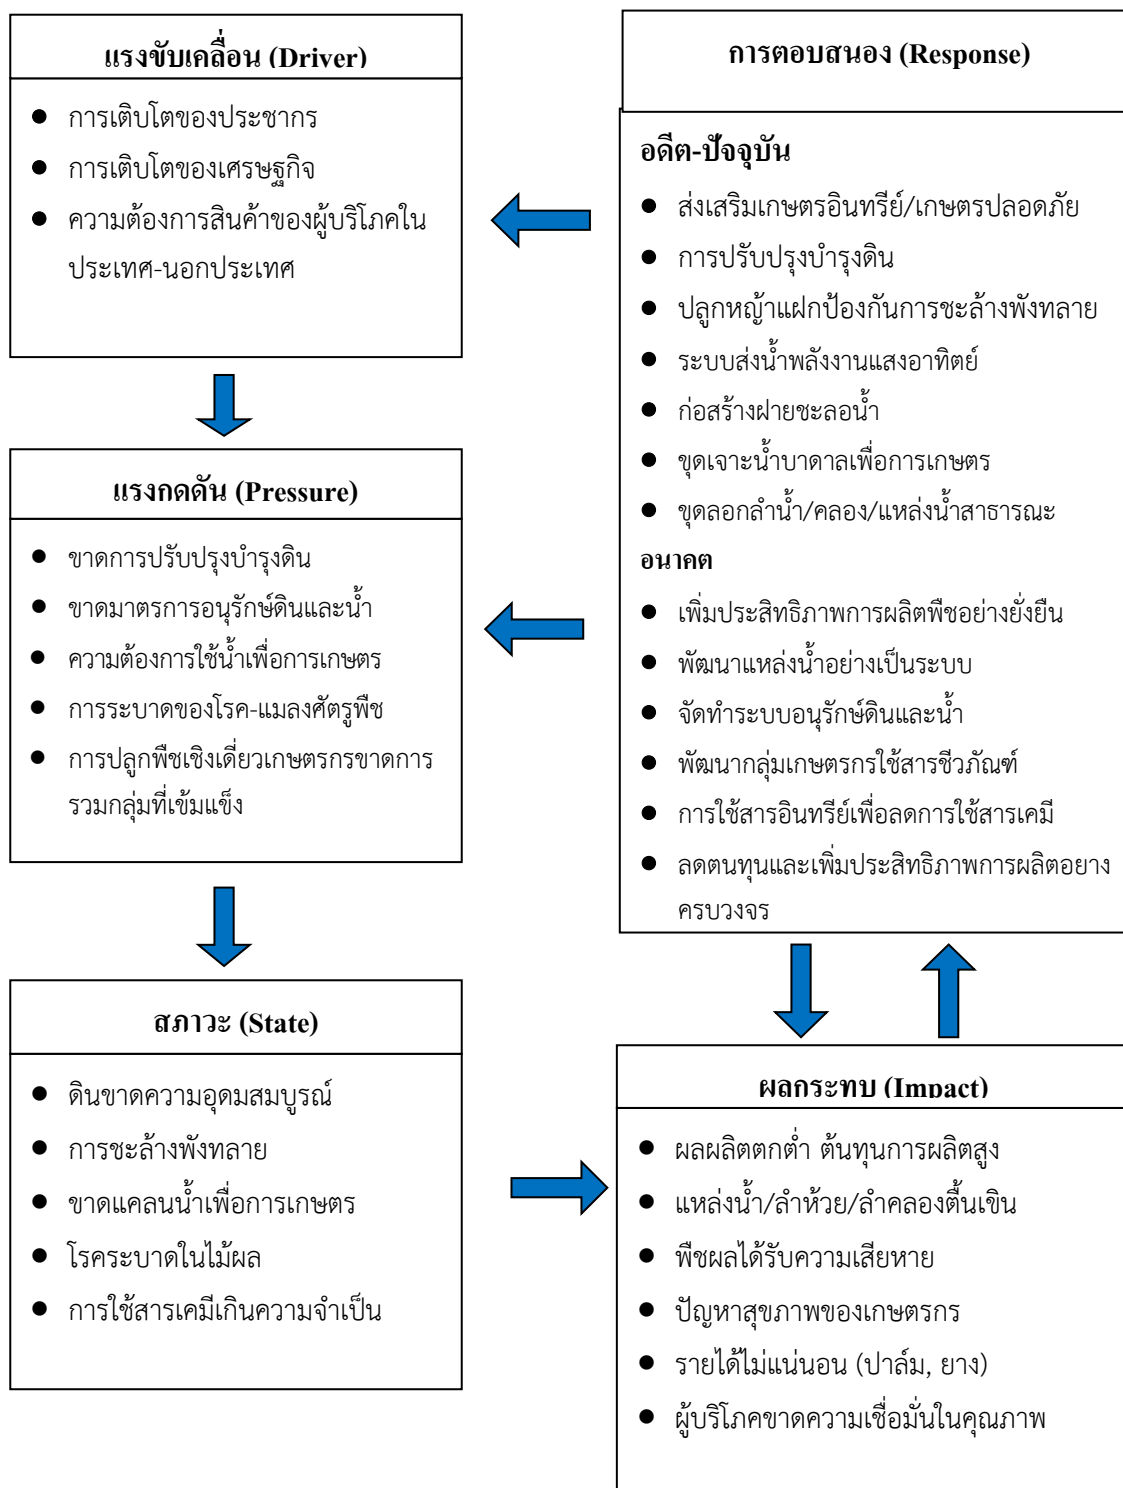 แรงขับเคลื่อน (Driver)
● การเติบโตของประชากร
● การเติบโตของเศรษฐกิจ
● ความต้องการสินค้าของผู้บริโภคใน
ประเทศ-นอกประเทศ
แรงกดดัน (Pressure)
● ขาดการปรับปรุงบำรุงดิน
● ขาดมาตรการอนุรักษ์ดินและน้ำ
● ความต้องการใช้น้ำเพื่อการเกษตร
● การระบาดของโรค-แมลงศัตรูพืช
● การปลูกพืชเชิงเดี่ยวเกษตรกรขาดการ
รวมกลุ่มที่เข้มแข็ง
สภาวะ (State)
● ดินขาดความอุดมสมบูรณ์
● การชะล้างพังทลาย
● ขาดแคลนน้ำเพื่อการเกษตร
● โรคระบาดในไม้ผล
● การใช้สารเคมีเกินความจำเป็น
การตอบสนอง (Response)
อดีต-ปัจจุบัน
● ส่งเสริมเกษตรอินทรีย์/เกษตรปลอดภัย
● การปรับปรุงบำรุงดิน
● ปลูกหญ้าแฝกป้องกันการชะล้างพังทลาย
● ระบบส่งน้ำพลังงานแสงอาทิตย์
● ก่อสร้างฝายชะลอน้ำ
● ขุดเจาะน้ำบาดาลเพื่อการเกษตร
● ขุดลอกลำน้ำ/คลอง/แหล่งน้ำสาธารณะ
อนาคต
● เพิ่มประสิทธิภาพการผลิตพืชอย่างยั่งยืน
● พัฒนาแหล่งน้ำอย่างเป็นระบบ
● จัดทำระบบอนุรักษ์ดินและน้ำ
● พัฒนากลุ่มเกษตรกรใช้สารชีวภัณฑ์
● การใช้สารอินทรีย์เพื่อลดการใช้สารเคมี
● ลดตนทุนและเพิ่มประสิทธิภาพการผลิตอยาง
ครบวงจร
ผลกระทบ (Impact)
● ผลผลิตตกต่ำ ต้นทุนการผลิตสูง
● แหล่งน้ำ/ลำห้วย/ลำคลองตื้นเขิน
● พืชผลได้รับความเสียหาย
● ปัญหาสุขภาพของเกษตรกร
● รายได้ไม่แน่นอน (ปาล์ม, ยาง)
● ผู้บริโภคขาดความเชื่อมั่นในคุณภาพ